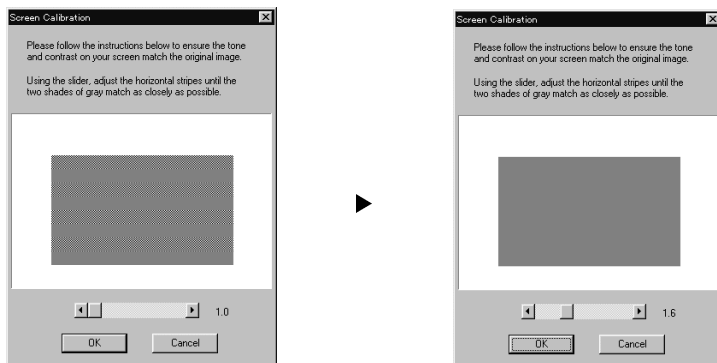 Screen Calibration
Please follow the instructions below to ensure the tone
and contrast on your screen match the original image.
Using the slider, adjust the horizontal stripes until the
two shades of gray match as closely as possible.
1.0
OK
Cancel
Screen Calibration
Please follow the instructions below to ensure the tone
and contrast on your screen match the original image.
Using the slider, adjust the horizontal stripes until the
two shades of gray match as closely as possible.
1.6
OK
Cancel